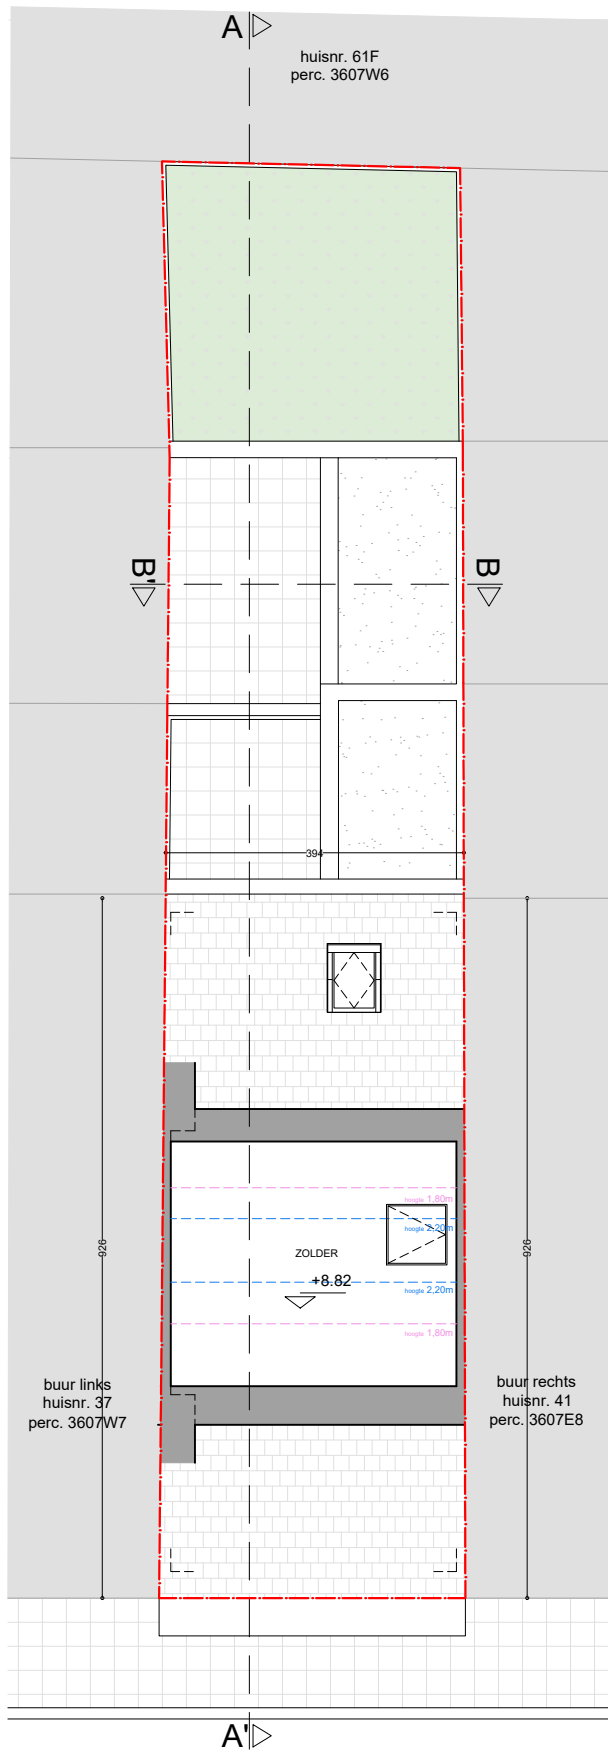 A
huisnr. 61F
perc. 3607W6
B'
B
394
926
926
hoogte 1,80m
hoogte 2,20m
ZOLDER
+8.82
hoogte 2,20m
hoogte 1,80m
buur links
huisnr. 37
perc. 3607W7
buur rechts
huisnr. 41
perc. 3607E8
A'